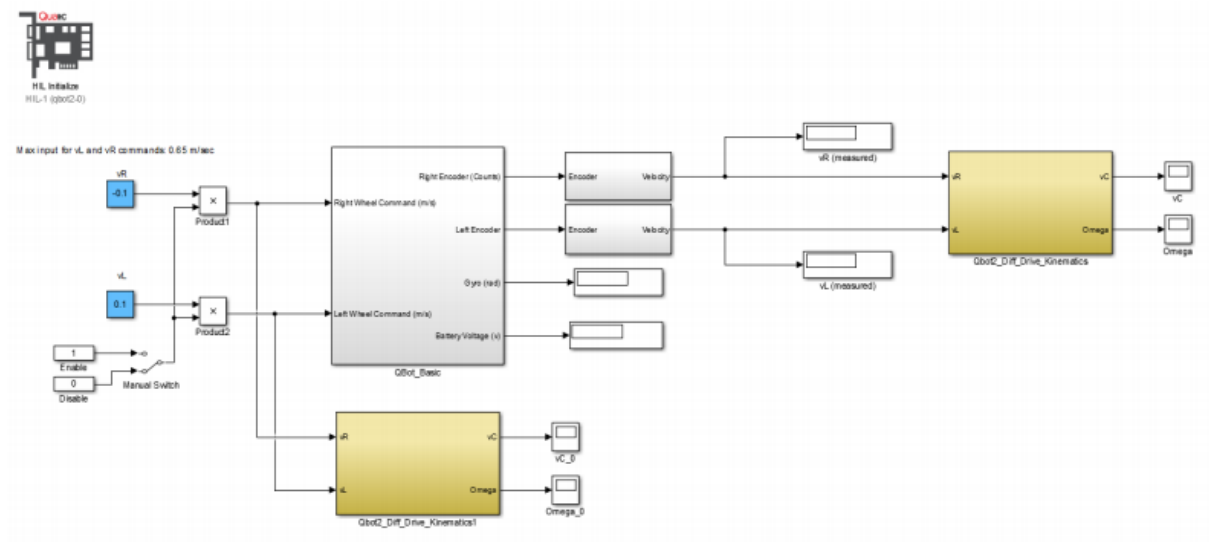 Quarc
HIL Initialize
HIL-1 (qbot2-0)
Max input for vL and vR commands: 0.65 m/sec
vR
-0.1
×
Product1
vL
0.1
×
Product2
1
Enable
0
Disable
Manual Switch
Right Encoder (Counts)
Right Wheel Command (m/s)
Left Encoder
Gyro (rad)
Left Wheel Command (m/s)
Battery Voltage (v)
QBot_Basic
Encoder
Velocity
Encoder
Velocity
vR (measured)
vL (measured)
vR
vC
vL
Omega
Qbot2_Diff_Drive_Kinematics
vC
Omega
vR
vC
vL
Omega
Qbot2_Diff_Drive_Kinematics1
vC_0
Omega_0